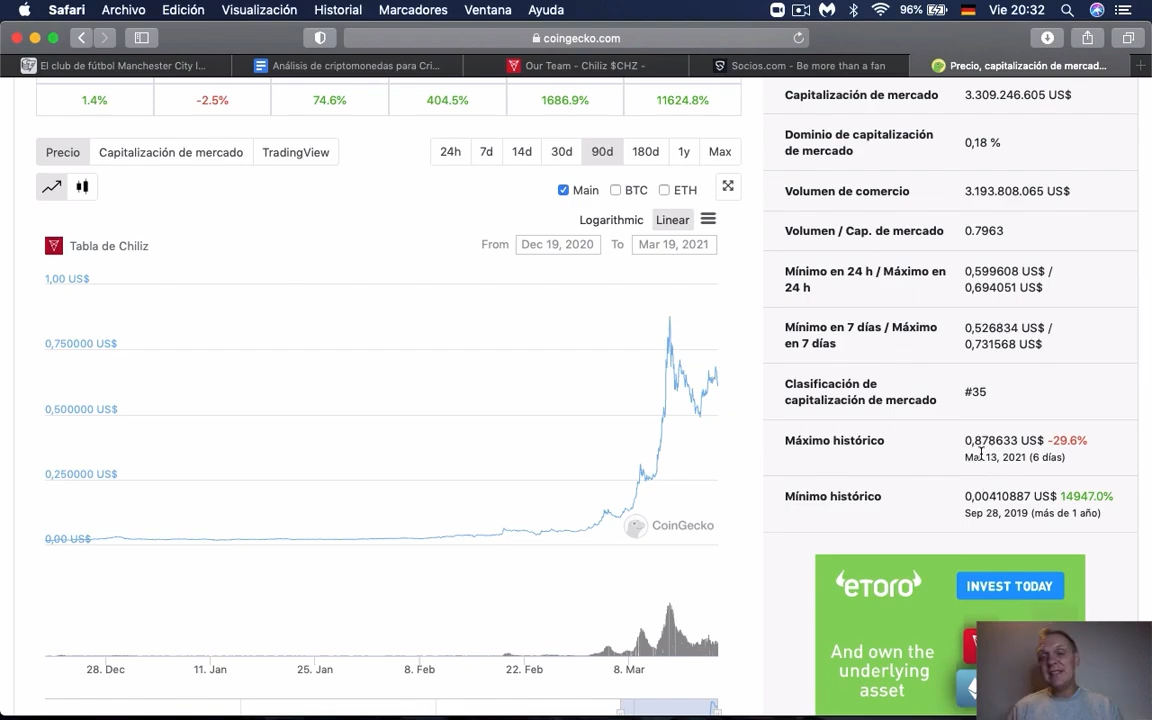 Safari Archivo Edición Visualización Historial Marcadores Ventana Ayuda 96% Vie 20:32
coingecko.com
El club de fútbol Manchester City l... Análisis de criptomonedas para Cri... Our Team - Chiliz $CHZ - Socios.com - Be more than a fan Precio, capitalización de mercad...
1.4% -2.5% 74.6% 404.5% 1686.9% 11624.8%
Precio Capitalización de mercado TradingView 24h 7d 14d 30d 90d 180d 1y Max
Main BTC ETH
Logarithmic Linear
Tabla de Chiliz From Dec 19, 2020 To Mar 19, 2021
1,00 US$
0,750000 US$
0,500000 US$
0,250000 US$
0,00 US$
CoinGecko
28. Dec 11. Jan 25. Jan 8. Feb 22. Feb 8. Mar
Capitalización de mercado 3.309.246.605 US$
Dominio de capitalización
de mercado
0,18 %
Volumen de comercio 3.193.808.065 US$
Volumen / Cap. de mercado 0.7963
Mínimo en 24 h / Máximo en
24 h
0,599608 US$ /
0,694051 US$
Mínimo en 7 días / Máximo
en 7 días
0,526834 US$ /
0,731568 US$
Clasificación de
capitalización de mercado
#35
Máximo histórico 0,878633 US$ -29.6%
Mar 13, 2021 (6 días)
Mínimo histórico 0,00410887 US$ 14947.0%
Sep 28, 2019 (más de 1 año)
eToro INVEST TODAY
And own the
underlying
asset